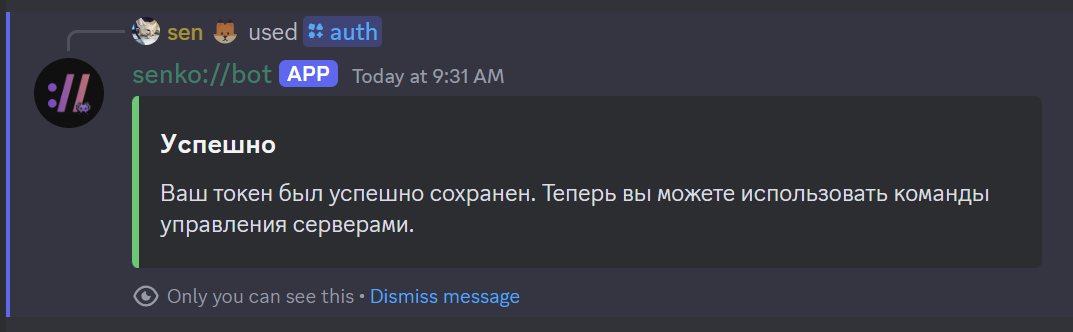 sen used auth
senko://bot APP Today at 9:31 AM
Успешно
Ваш токен был успешно сохранен. Теперь вы можете использовать команды
управления серверами.
Only you can see this • Dismiss message